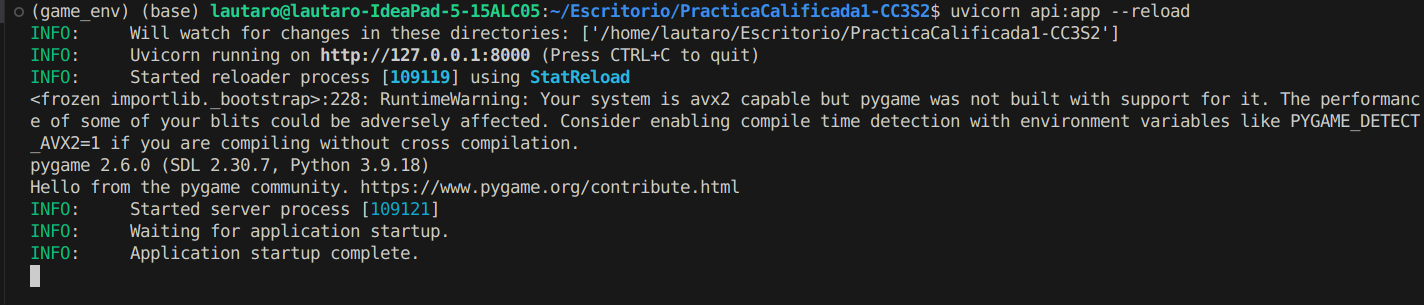 (game_env) (base) lautaro@lautaro-IdeaPad-5-15ALC05:~/Escritorio/PracticaCalificada1-CC3S2$ uvicorn api:app --reload
INFO:     Will watch for changes in these directories: ['/home/lautaro/Escritorio/PracticaCalificada1-CC3S2']
INFO:     Uvicorn running on http://127.0.0.1:8000 (Press CTRL+C to quit)
INFO:     Started reloader process [109119] using StatReload
<frozen importlib._bootstrap>:228: RuntimeWarning: Your system is avx2 capable but pygame was not built with support for it. The performanc
e of some of your blits could be adversely affected. Consider enabling compile time detection with environment variables like PYGAME_DETECT
_AVX2=1 if you are compiling without cross compilation.
pygame 2.6.0 (SDL 2.30.7, Python 3.9.18)
Hello from the pygame community. https://www.pygame.org/contribute.html
INFO:     Started server process [109121]
INFO:     Waiting for application startup.
INFO:     Application startup complete.